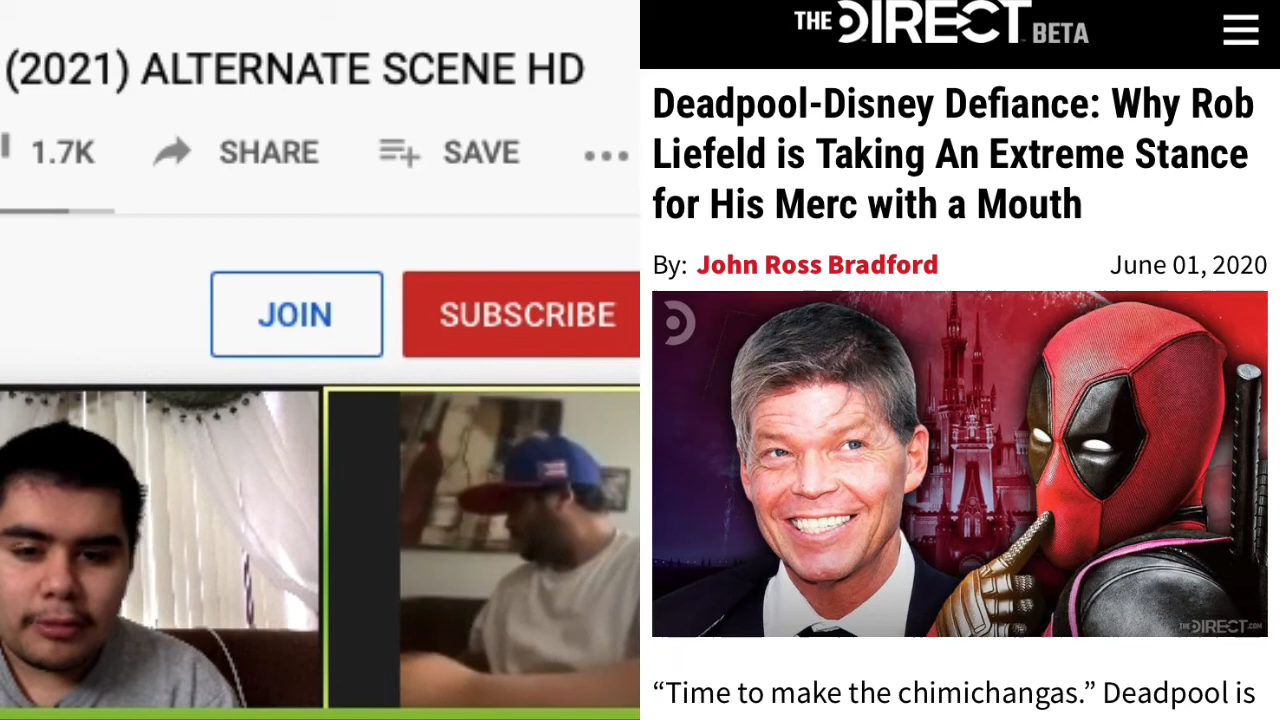 (2021) ALTERNATE SCENE HD
1.7K SHARE SAVE
JOIN SUBSCRIBE
THE DIRECT BETA
Deadpool-Disney Defiance: Why Rob
Liefeld is Taking An Extreme Stance
for His Merc with a Mouth
By: John Ross Bradford June 01, 2020
THE DIRECT.COM
“Time to make the chimichangas.” Deadpool is